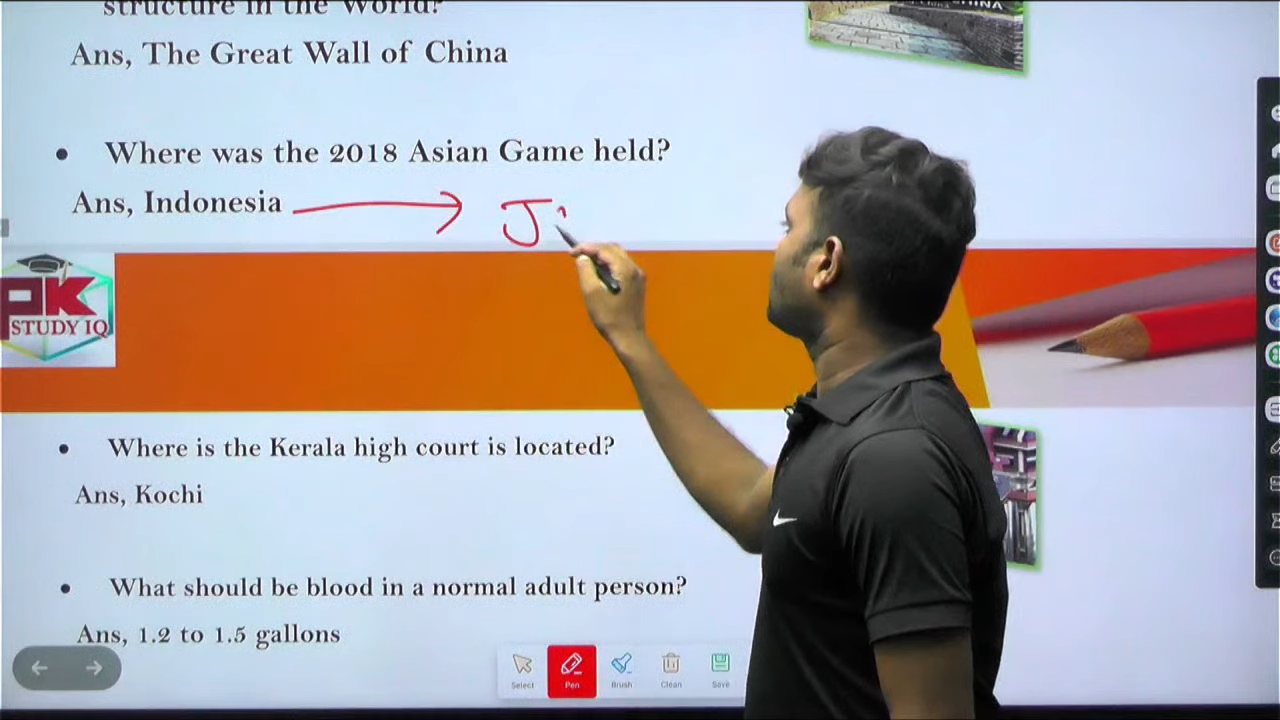 structure in the World?
Ans, The Great Wall of China
• Where was the 2018 Asian Game held?
Ans, Indonesia → J
PK
STUDY IQ
• Where is the Kerala high court is located?
Ans, Kochi
• What should be blood in a normal adult person?
Ans, 1.2 to 1.5 gallons
Select Pen Brush Clean Save